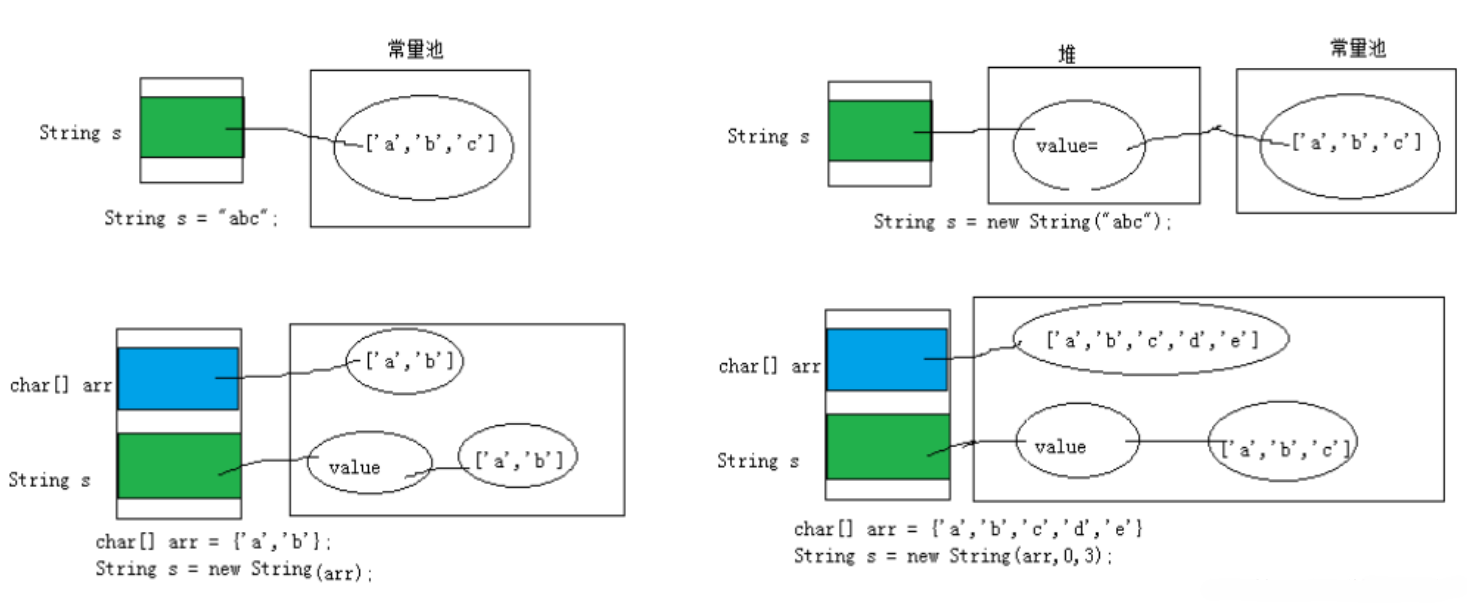 常量池
String s
['a','b','c']
String s = "abc";
堆
常量池
String s
value=
['a','b','c']
String s = new String("abc");
char[] arr
['a','b']
String s
value
['a','b']
char[] arr = {'a','b'};
String s = new String(arr);
char[] arr
['a','b','c','d','e']
String s
value
['a','b','c']
char[] arr = {'a','b','c','d','e'}
String s = new String(arr,0,3);